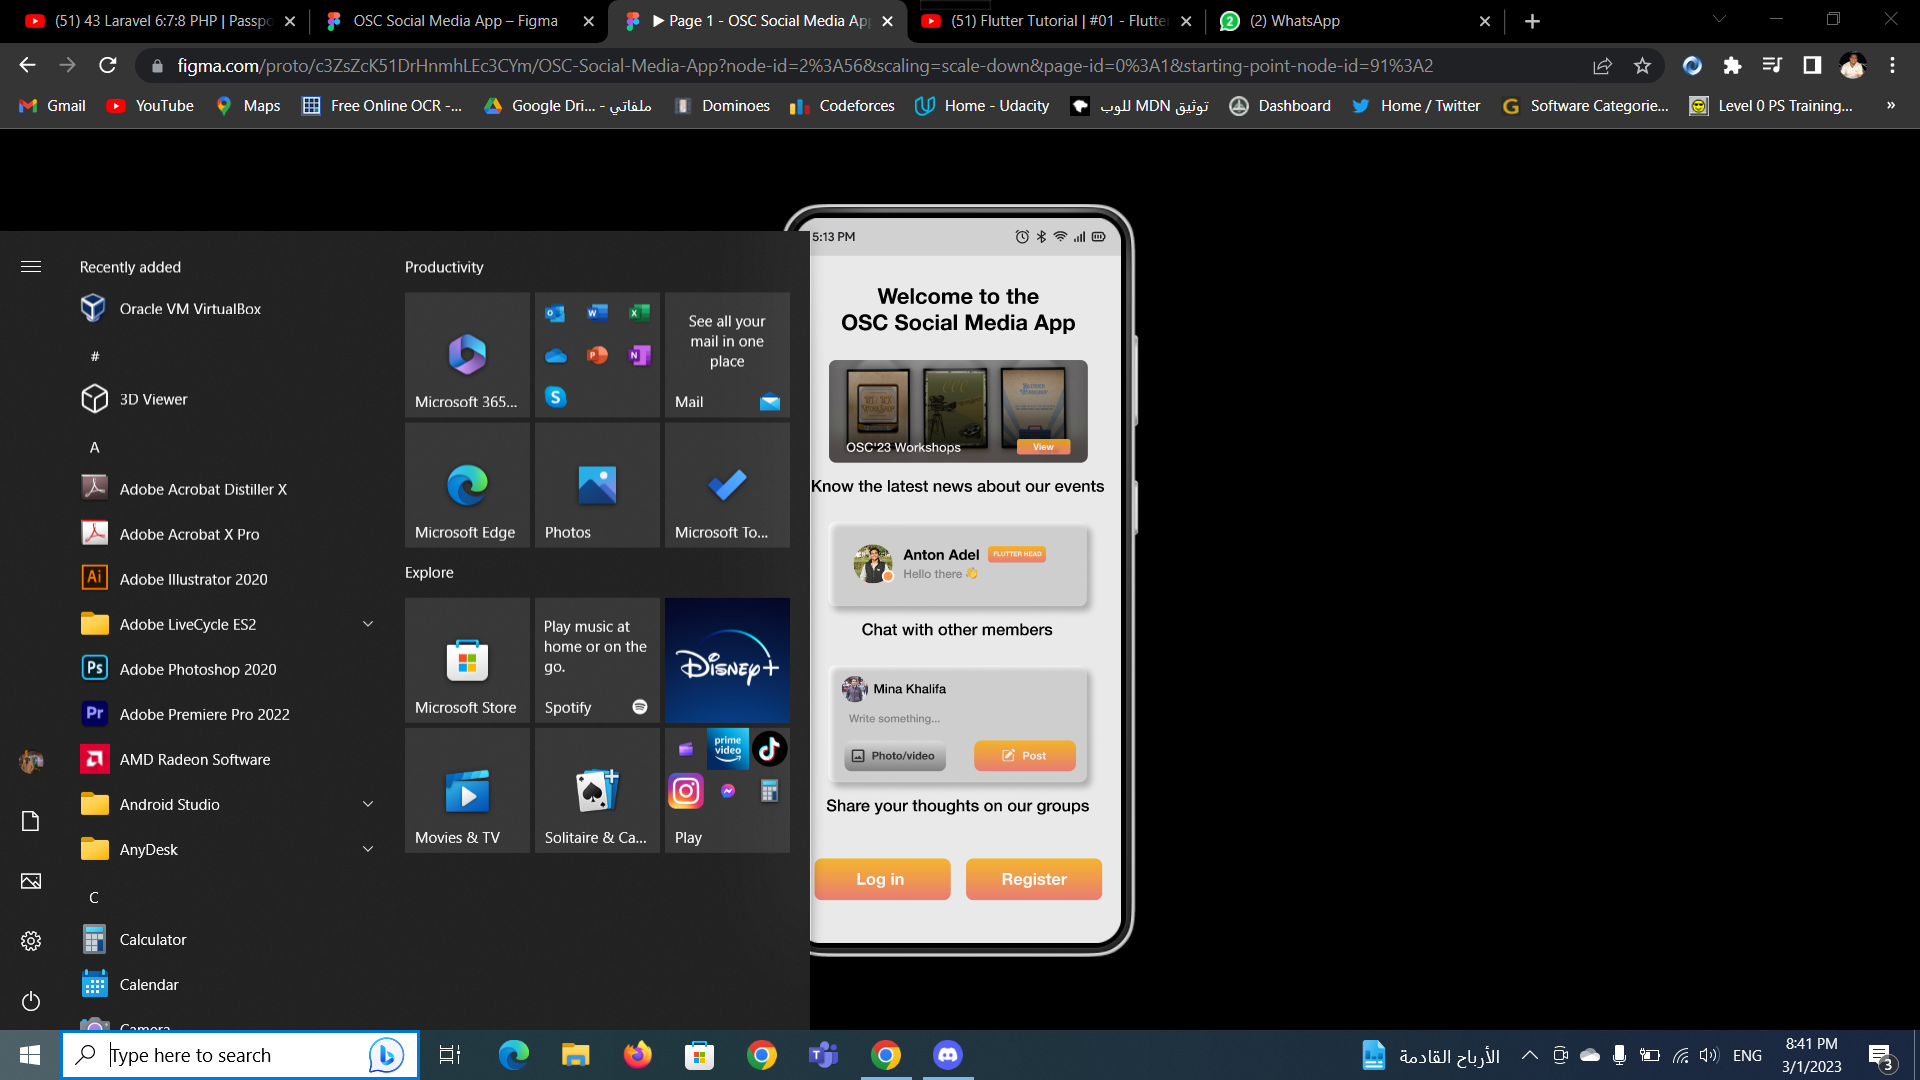 (51) 43 Laravel 6:7:8 PHP | Passpo
OSC Social Media App – Figma
▶ Page 1 - OSC Social Media Ap
(51) Flutter Tutorial | #01 - Flutte
(2) WhatsApp
figma.com/proto/c3ZsZcK51DrHnmhLEc3CYm/OSC-Social-Media-App?node-id=2%3A56&scaling=scale-down&page-id=0%3A1&starting-point-node-id=91%3A2
Gmail
YouTube
Maps
Free Online OCR -...
Google Dri... - ملفاتي
Dominoes
Codeforces
Home - Udacity
توثيق MDN للوب
Dashboard
Home / Twitter
Software Categorie...
Level 0 PS Training...
»
Recently added
Oracle VM VirtualBox
#
3D Viewer
A
Adobe Acrobat Distiller X
Adobe Acrobat X Pro
Adobe Illustrator 2020
Adobe LiveCycle ES2
Adobe Photoshop 2020
Adobe Premiere Pro 2022
AMD Radeon Software
Android Studio
AnyDesk
C
Calculator
Calendar
Camera
Productivity
Microsoft 365...
See all your
mail in one
place
Mail
Microsoft Edge
Photos
Microsoft To...
Explore
Microsoft Store
Play music at
home or on the
go.
Spotify
Disney+
Movies & TV
Solitaire & Ca...
prime
video
Play
5:13 PM
Welcome to the
OSC Social Media App
OSC'23 Workshops
View
Know the latest news about our events
Anton Adel
FLUTTER HEAD
Hello there 👋
Chat with other members
Mina Khalifa
Write something...
Photo/video
Post
Share your thoughts on our groups
Log in
Register
Type here to search
الأرباح القادمة
ENG
8:41 PM
3/1/2023
3